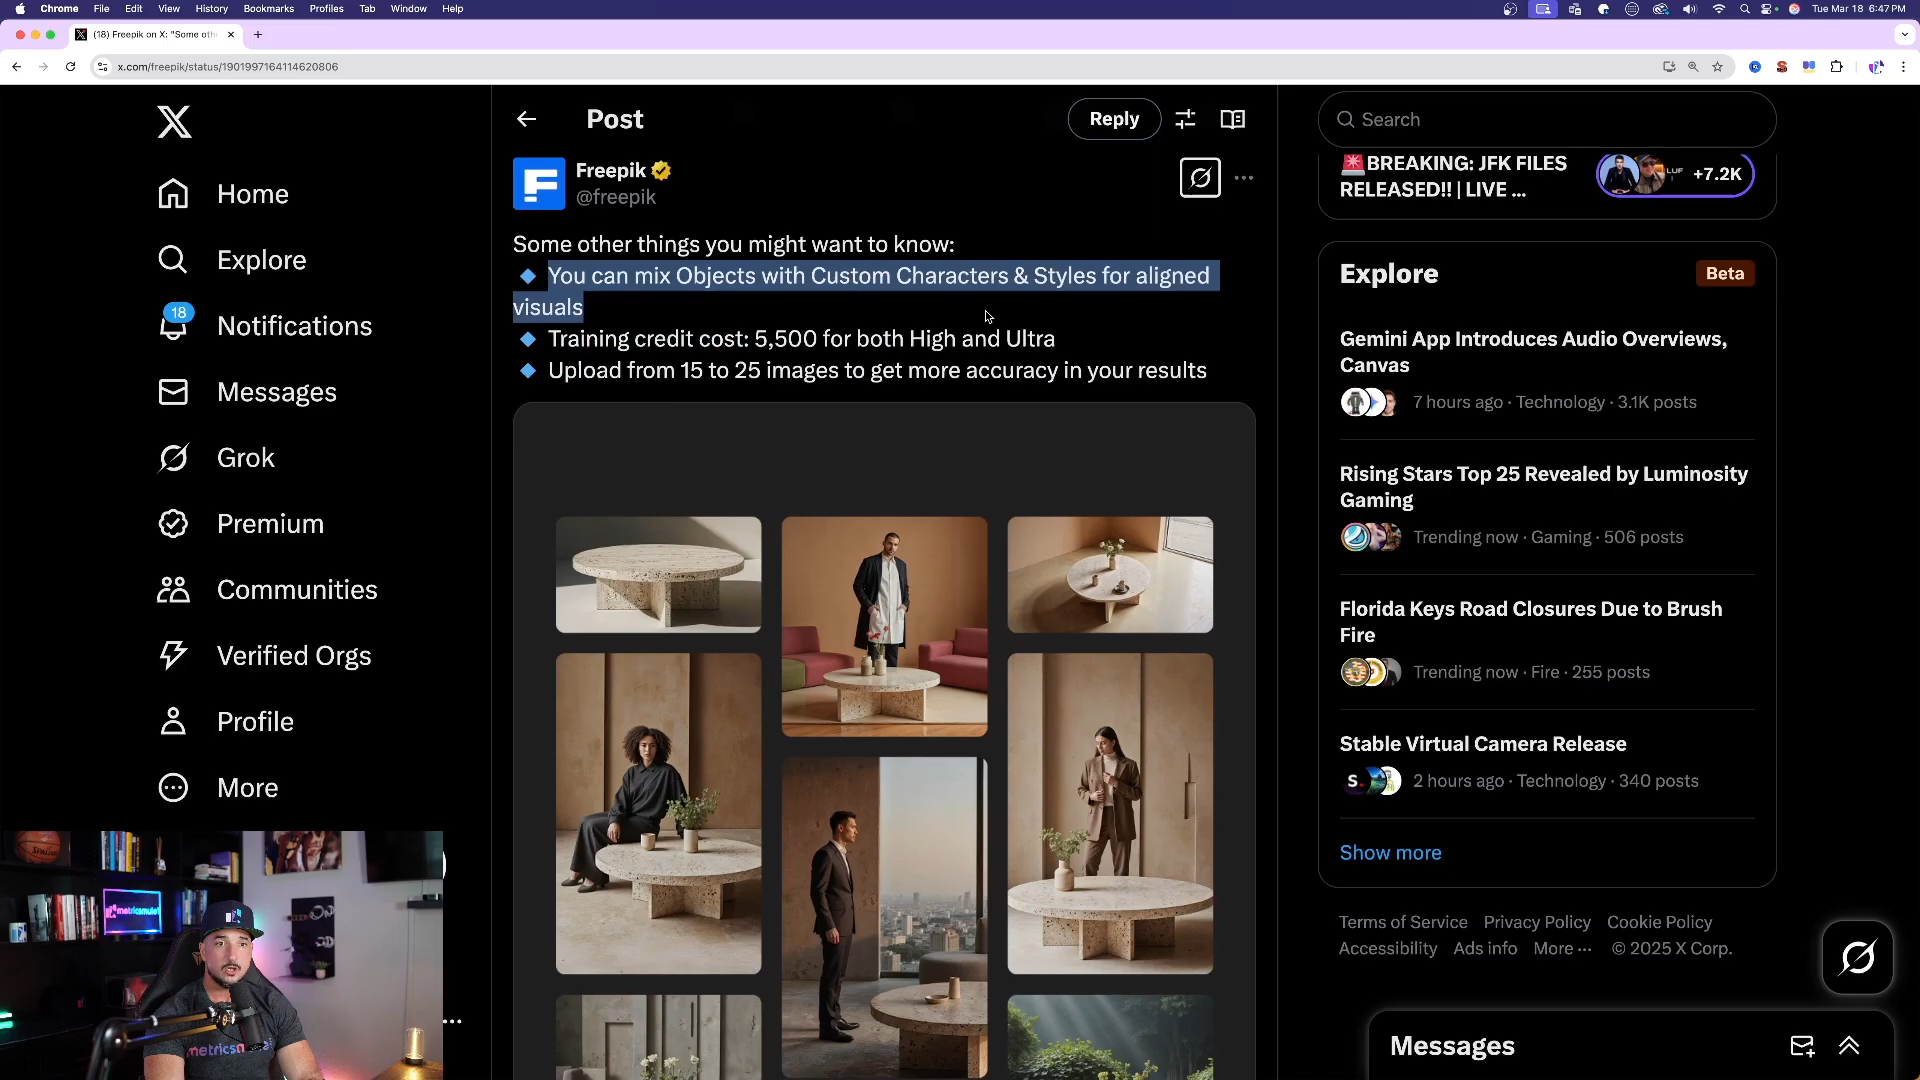 Chrome File Edit View History Bookmarks Profiles Tab Window Help
Tue Mar 18 6:47 PM
(18) Freepik on X: "Some oth
x.com/freepik/status/1901997164114620806
Post
Reply
Search
Home
Explore
18
Notifications
Messages
Grok
Premium
Communities
Verified Orgs
Profile
More
Freepik
@freepik
Some other things you might want to know:
You can mix Objects with Custom Characters & Styles for aligned
visuals
Training credit cost: 5,500 for both High and Ultra
Upload from 15 to 25 images to get more accuracy in your results
BREAKING: JFK FILES
RELEASED!! | LIVE ...
+7.2K
Explore
Beta
Gemini App Introduces Audio Overviews,
Canvas
7 hours ago · Technology · 3.1K posts
Rising Stars Top 25 Revealed by Luminosity
Gaming
Trending now · Gaming · 506 posts
Florida Keys Road Closures Due to Brush
Fire
Trending now · Fire · 255 posts
Stable Virtual Camera Release
2 hours ago · Technology · 340 posts
Show more
Terms of Service Privacy Policy Cookie Policy
Accessibility Ads info More ··· © 2025 X Corp.
Messages
SPALDING